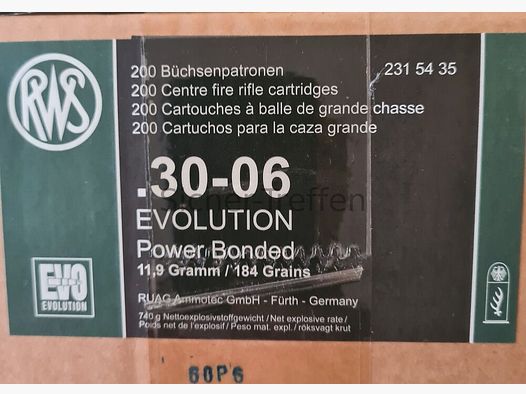 RWS
200 Büchsenpatronen 231 54 35
200 Centre fire rifle cartridges
200 Cartouches à balle de grande chasse
200 Cartuchos para la caza grande
.30-06
Sicher-Treffen
EVOLUTION
Power Bonded
11,9 Gramm / 184 Grains
RUAG Ammotec GmbH - Fürth - Germany
740 g Nettoexplosivstoffgewicht / Net explosive rate /
Poids net de l'explosif / Peso mat. expl. / röksvagt krut
EVO
EVOLUTION
60P6